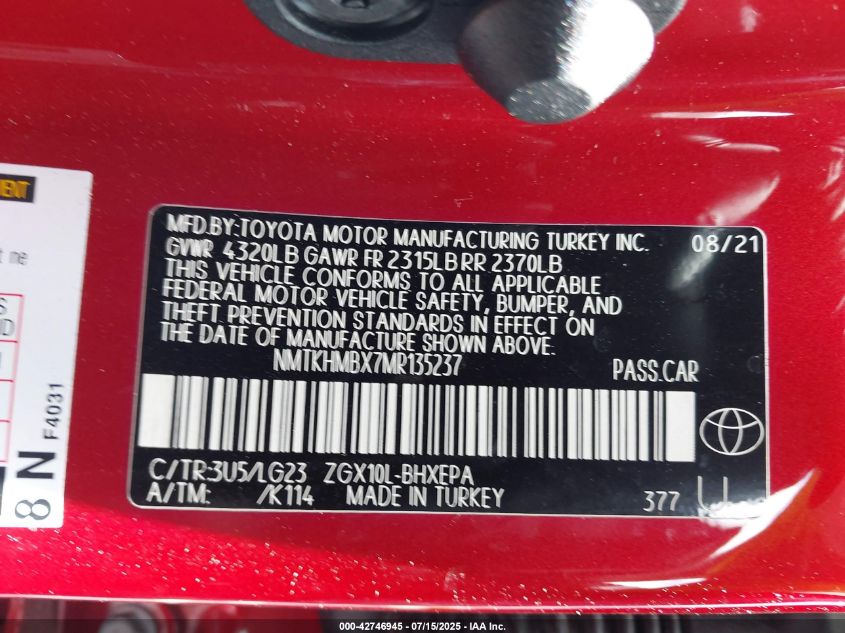 MFD.BY:TOYOTA MOTOR MANUFACTURING TURKEY INC. 08/21
GVWR 4320LB GAWR FR 2315LB RR 2370LB
THIS VEHICLE CONFORMS TO ALL APPLICABLE
FEDERAL MOTOR VEHICLE SAFETY, BUMPER, AND
THEFT PREVENTION STANDARDS IN EFFECT ON
THE DATE OF MANUFACTURE SHOWN ABOVE.
NMTKHMBX7MR135237 PASS.CAR
C/TR:3U5/LG23 ZGX10L-BHXEPA
A/TM: /K114 MADE IN TURKEY 377
ne
8 N F4031
000-42746945 - 07/15/2025 - IAA Inc.